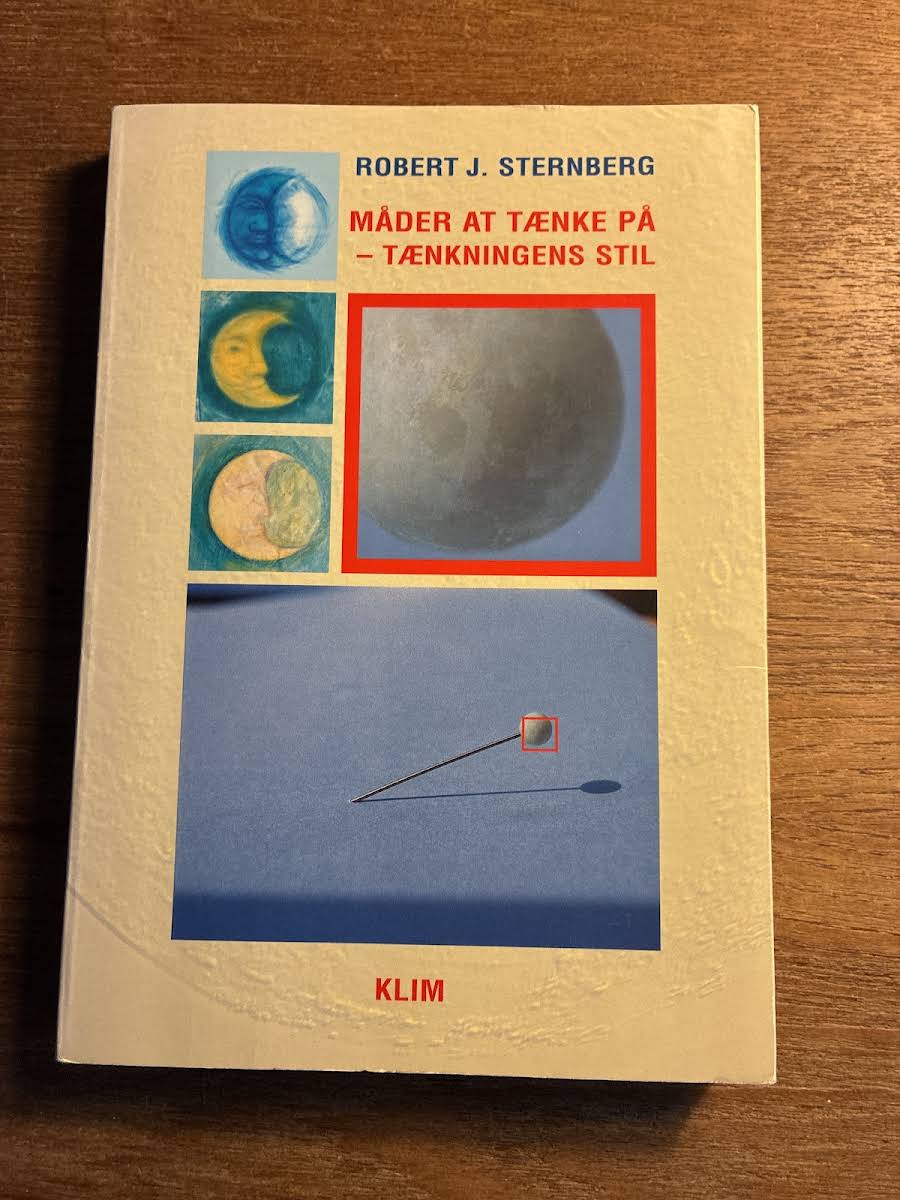 ROBERT J. STERNBERG
MÅDER AT TÆNKE PÅ
– TÆNKNINGENS STIL
KLIM